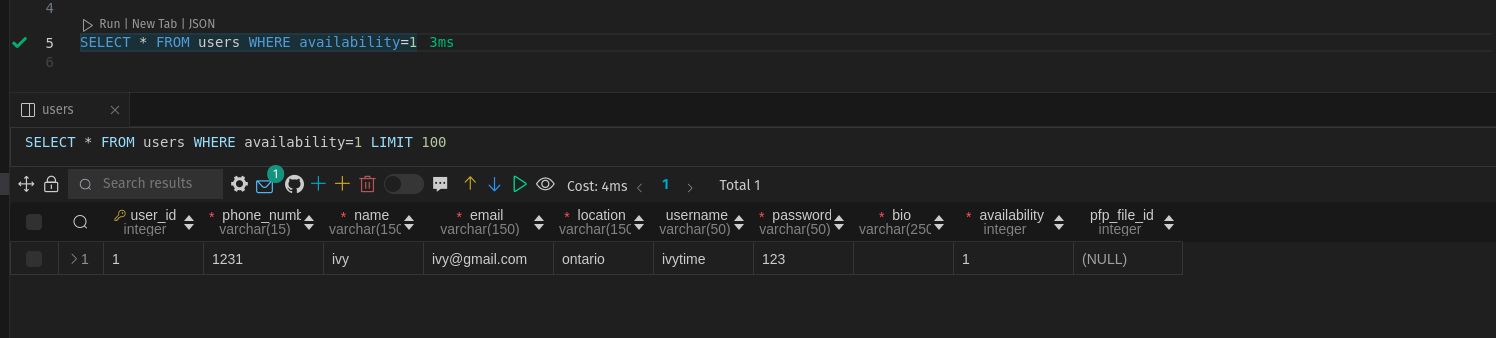 4
Run | New Tab | JSON
5 SELECT * FROM users WHERE availability=1 3ms
6
users
SELECT * FROM users WHERE availability=1 LIMIT 100
Search results 1 Cost: 4ms 1 Total 1
user_id * phone_numb * name * email * location username * password * bio * availability pfp_file_id
integer varchar(15) varchar(150 varchar(150) varchar(150 varchar(50) varchar(50) varchar(250 integer integer
1 1 1231 ivy ivy@gmail.com ontario ivytime 123 1 (NULL)